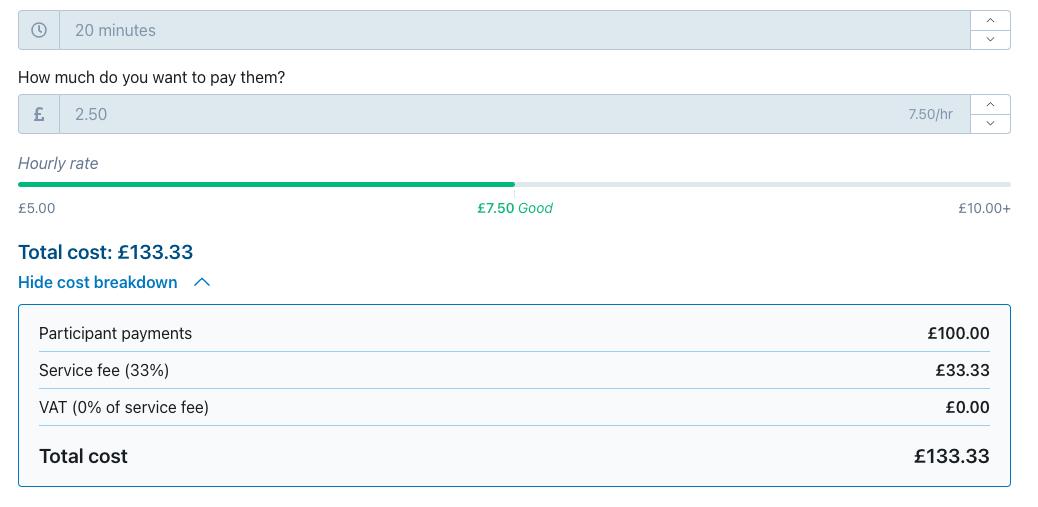 20 minutes
How much do you want to pay them?
£ 2.50 7.50/hr
Hourly rate
£5.00 £7.50 Good £10.00+
Total cost: £133.33
Hide cost breakdown
Participant payments £100.00
Service fee (33%) £33.33
VAT (0% of service fee) £0.00
Total cost £133.33